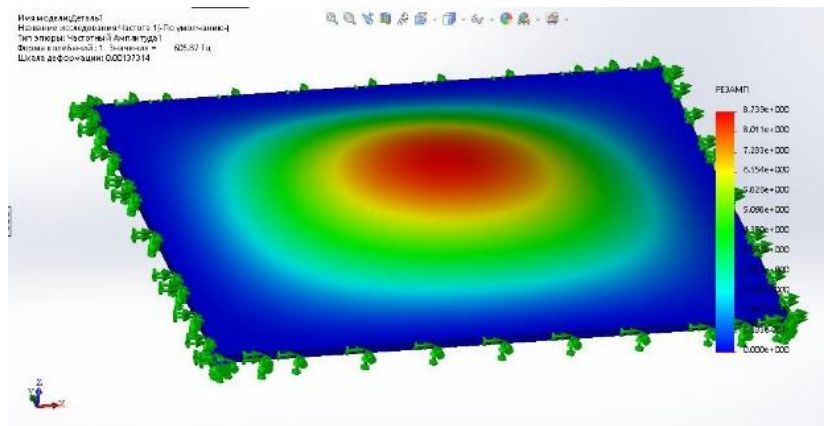 Имя модели:Деталь1
Название исследования:Частота 1(-По умолчанию-)
Тип эпюры: Частотный Амплитуда1
Форма колебаний : 1 Значение = 605.87 Гц
Шкала деформации: 0.00137314
РЕЗАМП
8.739e+000
8.011e+000
7.283e+000
6.554e+000
5.826e+000
5.098e+000
0.000e+000
Z
Y
X